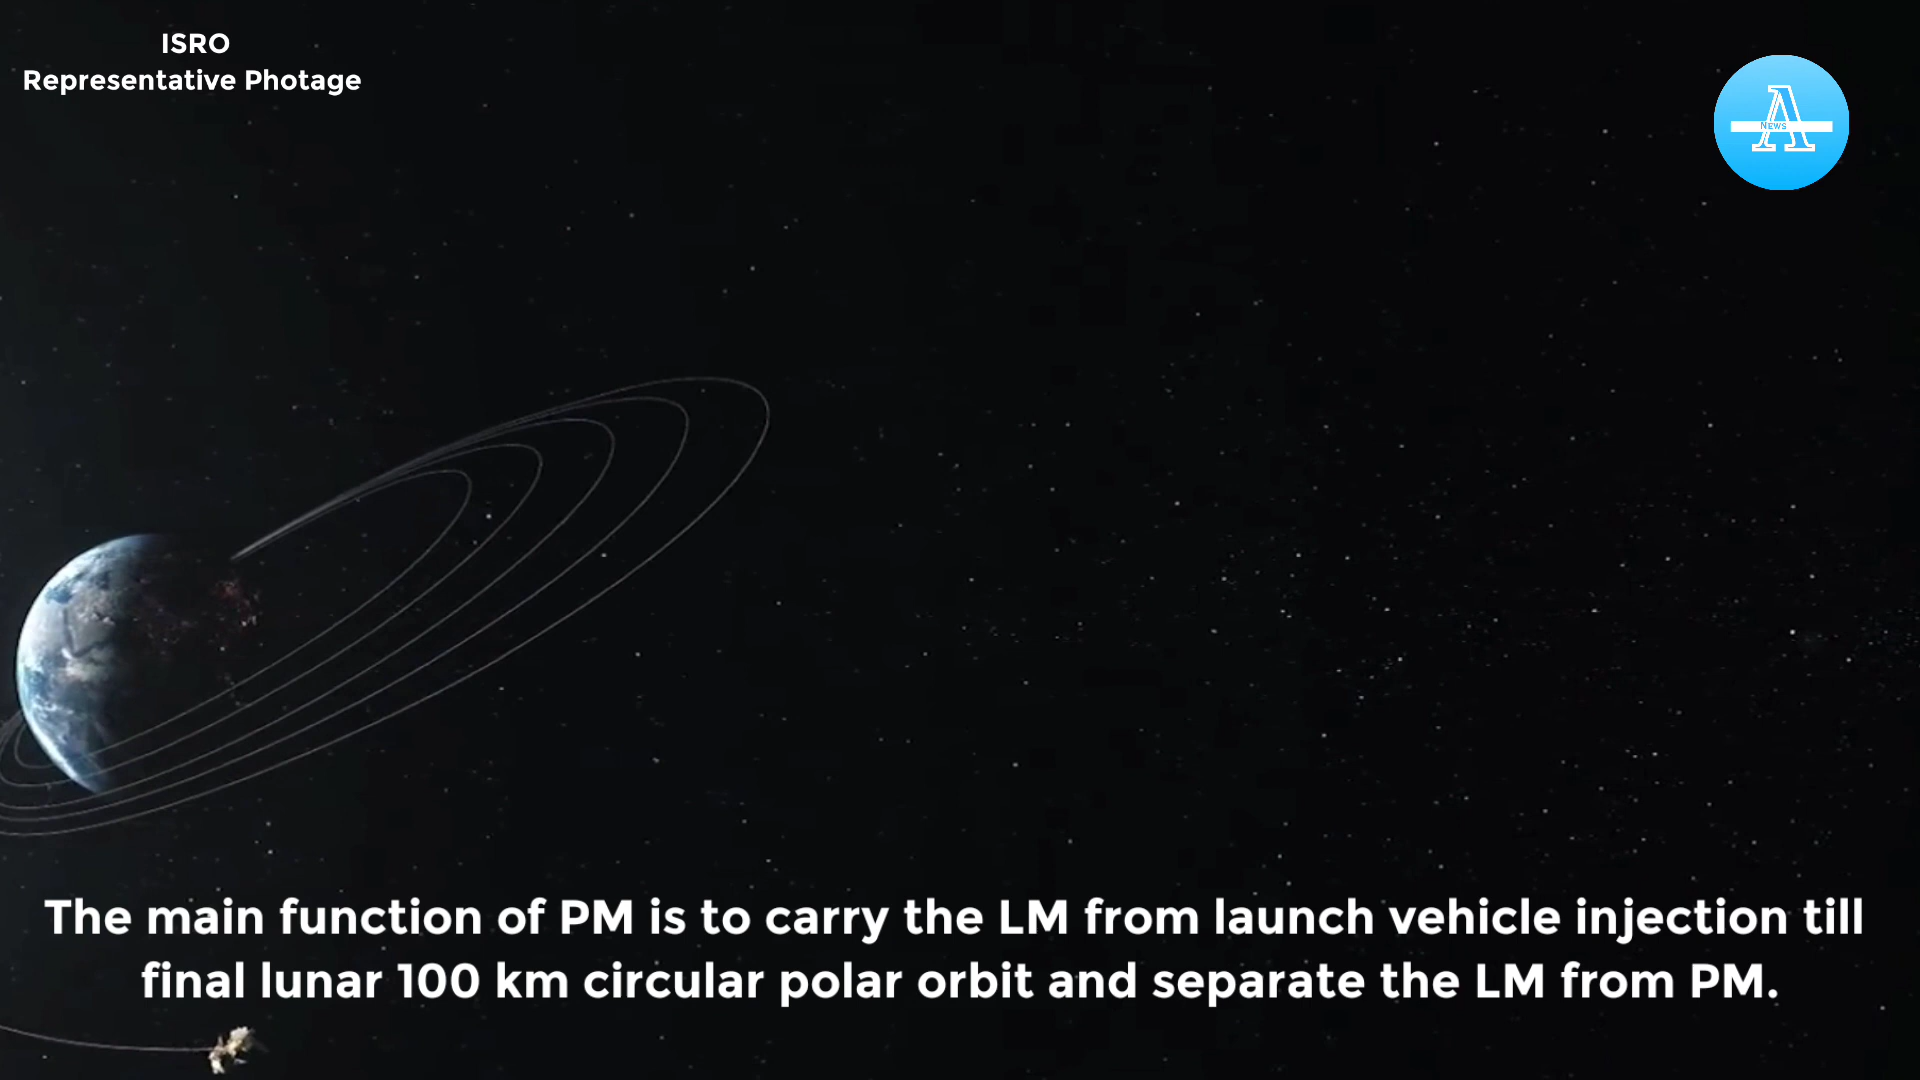 ISRO
Representative Photage
A
News
The main function of PM is to carry the LM from launch vehicle injection till
final lunar 100 km circular polar orbit and separate the LM from PM.